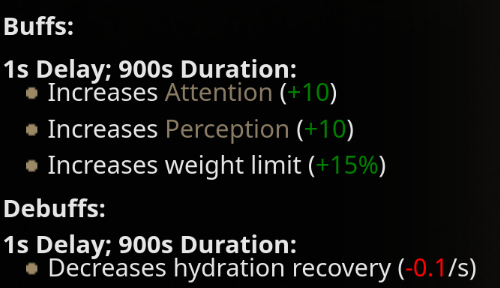 Buffs:
1s Delay; 900s Duration:
Increases Attention (+10)
Increases Perception (+10)
Increases weight limit (+15%)
Debuffs:
1s Delay; 900s Duration:
Decreases hydration recovery (-0.1/s)